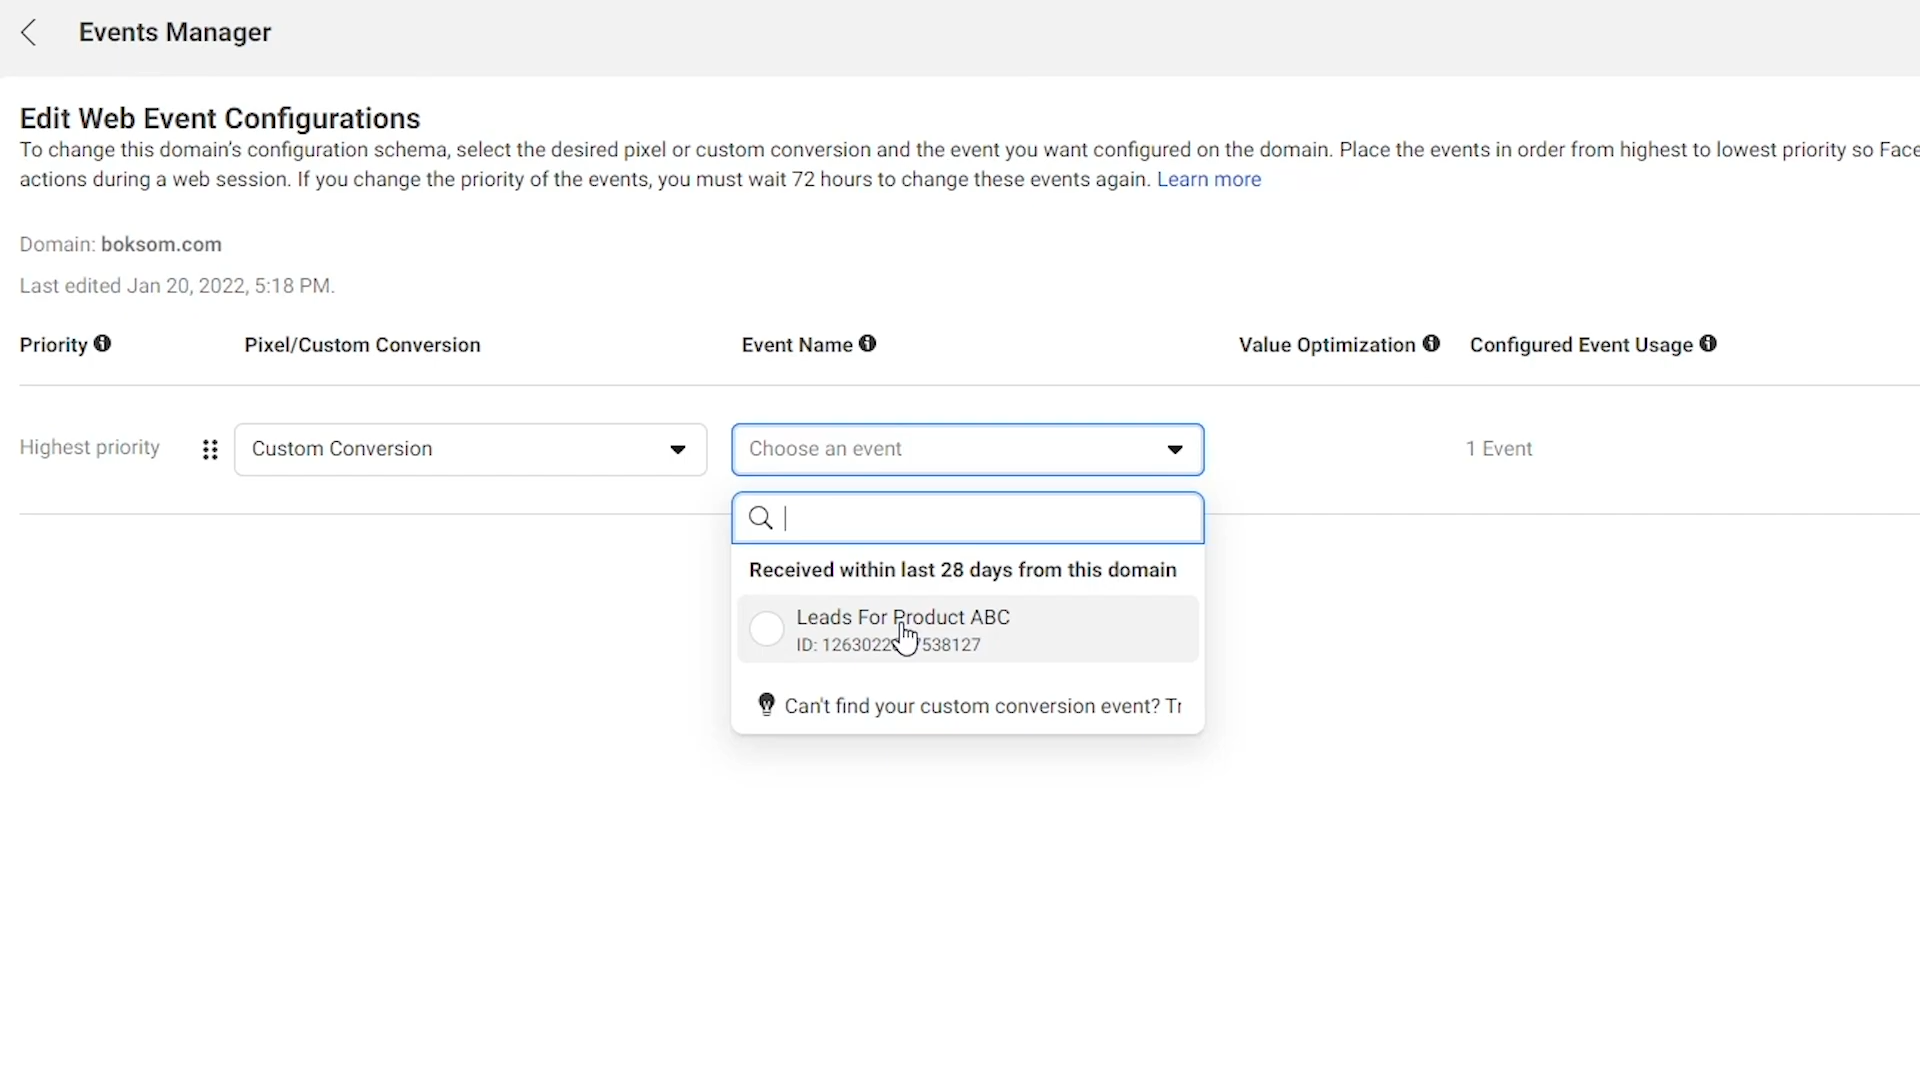 Events Manager
Edit Web Event Configurations
To change this domain's configuration schema, select the desired pixel or custom conversion and the event you want configured on the domain. Place the events in order from highest to lowest priority so Face
actions during a web session. If you change the priority of the events, you must wait 72 hours to change these events again. Learn more
Domain: boksom.com
Last edited Jan 20, 2022, 5:18 PM.
Priority Pixel/Custom Conversion Event Name Value Optimization Configured Event Usage
Highest priority Custom Conversion Choose an event 1 Event
Received within last 28 days from this domain
Leads For Product ABC
ID:
Can't find your custom conversion event? Tr